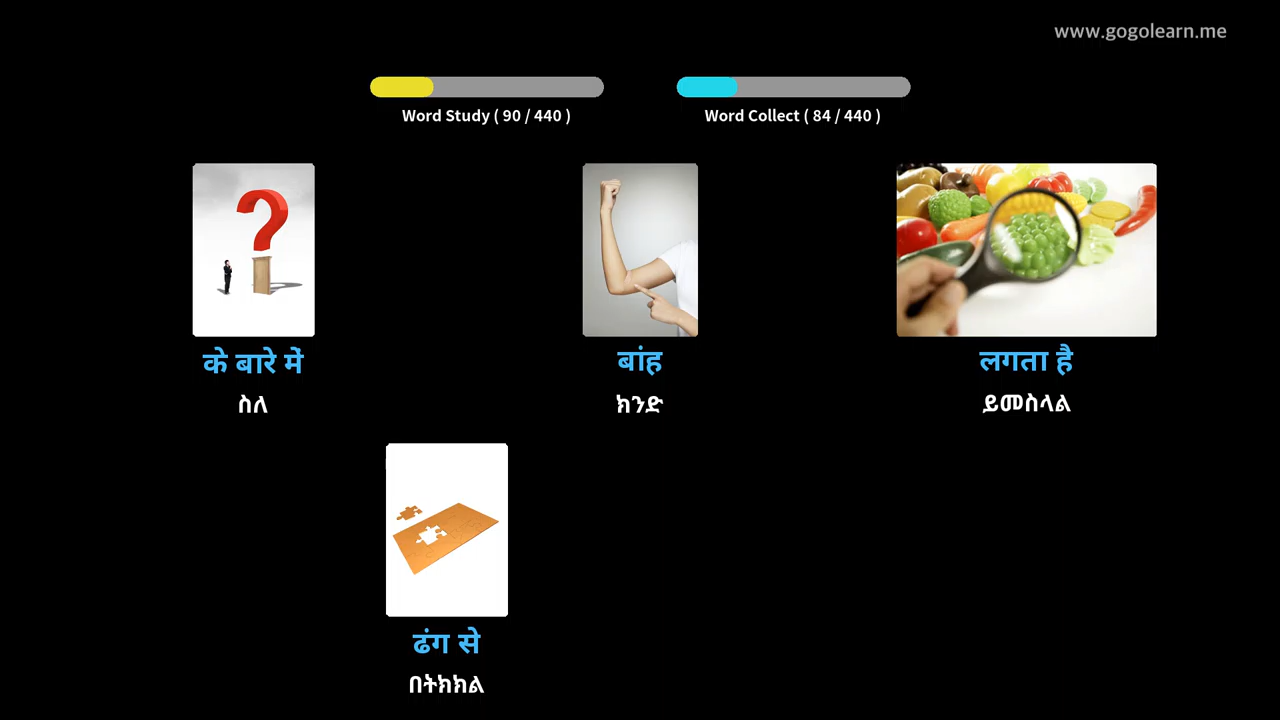 www.gogolearn.me
Word Study ( 90 / 440 )
Word Collect ( 84 / 440 )
के बारे में
ስለ
बांह
ክንድ
लगता है
ይመስላል
ढंग से
በትክክል